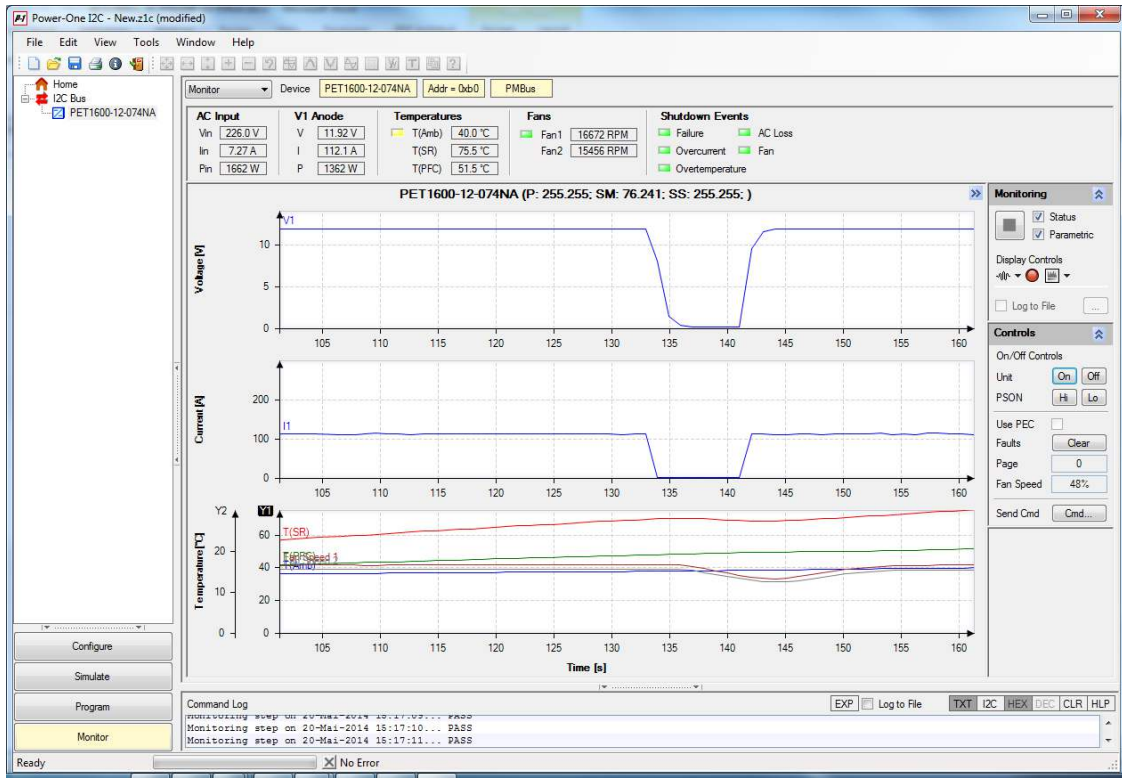 Power-One I2C - New.z1c (modified)
File Edit View Tools Window Help
Home
I2C Bus
PET1600-12-074NA
Monitor Device PET1600-12-074NA Addr = 0xb0 PMBus
AC Input V1 Anode Temperatures Fans Shutdown Events
Vin 226.0 V V 11.92 V T(Amb) 40.0 °C Fan1 16672 RPM Failure AC Loss
Iin 7.27 A I 112.1 A T(SR) 75.5 °C Fan2 15456 RPM Overcurrent Fan
Pin 1662 W P 1362 W T(PFC) 51.5 °C Overtemperature
PET1600-12-074NA (P: 255.255; SM: 76.241; SS: 255.255; )
V1
Voltage [V]
10
5
0
105 110 115 120 125 130 135 140 145 150 155 160
Current [A]
200
I1
100
0
105 110 115 120 125 130 135 140 145 150 155 160
Y2 Y1
Temperature [°C]
60
T(SR)
20 40
T(Amb)
10 20
0 0
105 110 115 120 125 130 135 140 145 150 155 160
Time [s]
Monitoring
Status
Parametric
Display Controls
Log to File ...
Controls
On/Off Controls
Unit On Off
PSON Hi Lo
Use PEC
Faults Clear
Page 0
Fan Speed 48%
Send Cmd Cmd...
Configure
Simulate
Program
Monitor
Command Log EXP Log to File TXT I2C HEX DEC CLR HLP
Monitoring step on 20-Mai-2014 15:17:09... PASS
Monitoring step on 20-Mai-2014 15:17:10... PASS
Monitoring step on 20-Mai-2014 15:17:11... PASS
Ready No Error